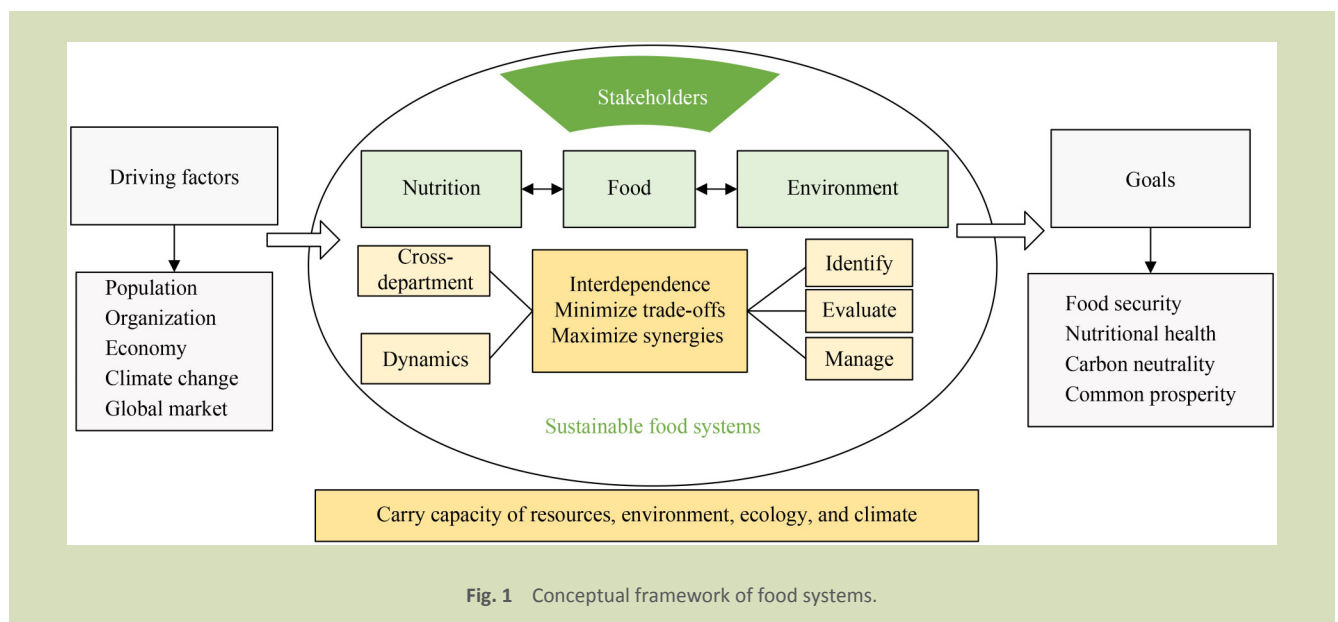 Stakeholders
Driving factors
Nutrition
Food
Environment
Goals
Cross-
department
Dynamics
Interdependence
Minimize trade-offs
Maximize synergies
Identify
Evaluate
Manage
Population
Organization
Economy
Climate change
Global market
Food security
Nutritional health
Carbon neutrality
Common prosperity
Sustainable food systems
Carry capacity of resources, environment, ecology, and climate
Fig. 1 Conceptual framework of food systems.